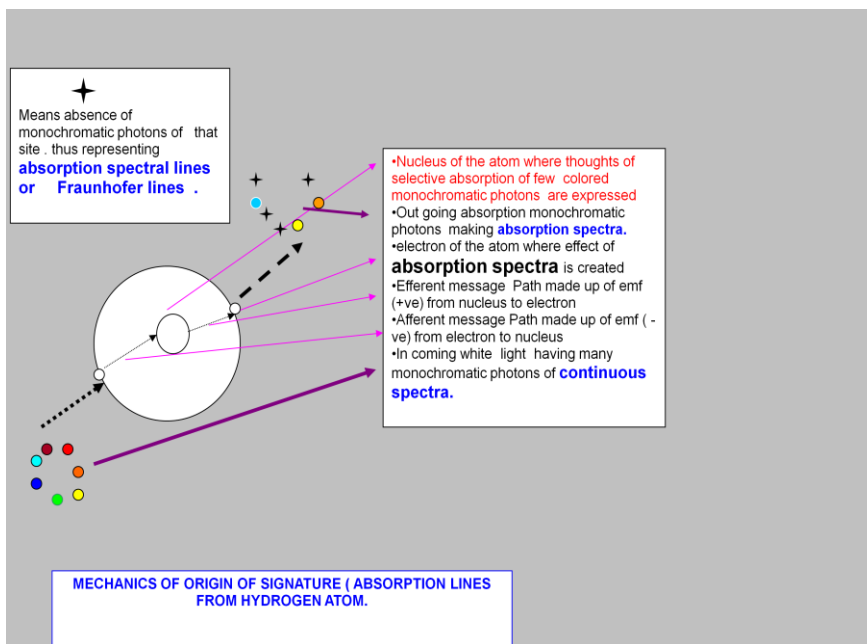 Means absence of
monochromatic photons of that
site . thus representing
absorption spectral lines
or Fraunhofer lines .
•Nucleus of the atom where thoughts of
selective absorption of few colored
monochromatic photons are expressed
•Out going absorption monochromatic
photons making absorption spectra.
•electron of the atom where effect of
absorption spectra is created
•Efferent message Path made up of emf
(+ve) from nucleus to electron
•Afferent message Path made up of emf ( -
ve) from electron to nucleus
•In coming white light having many
monochromatic photons of continuous
spectra.
MECHANICS OF ORIGIN OF SIGNATURE ( ABSORPTION LINES
FROM HYDROGEN ATOM.